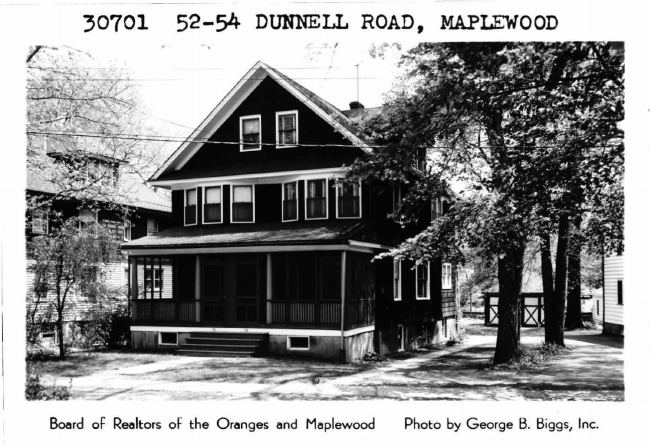 30701 52-54 DUNNELL ROAD, MAPLEWOOD
Board of Realtors of the Oranges and Maplewood Photo by George B. Biggs, Inc.